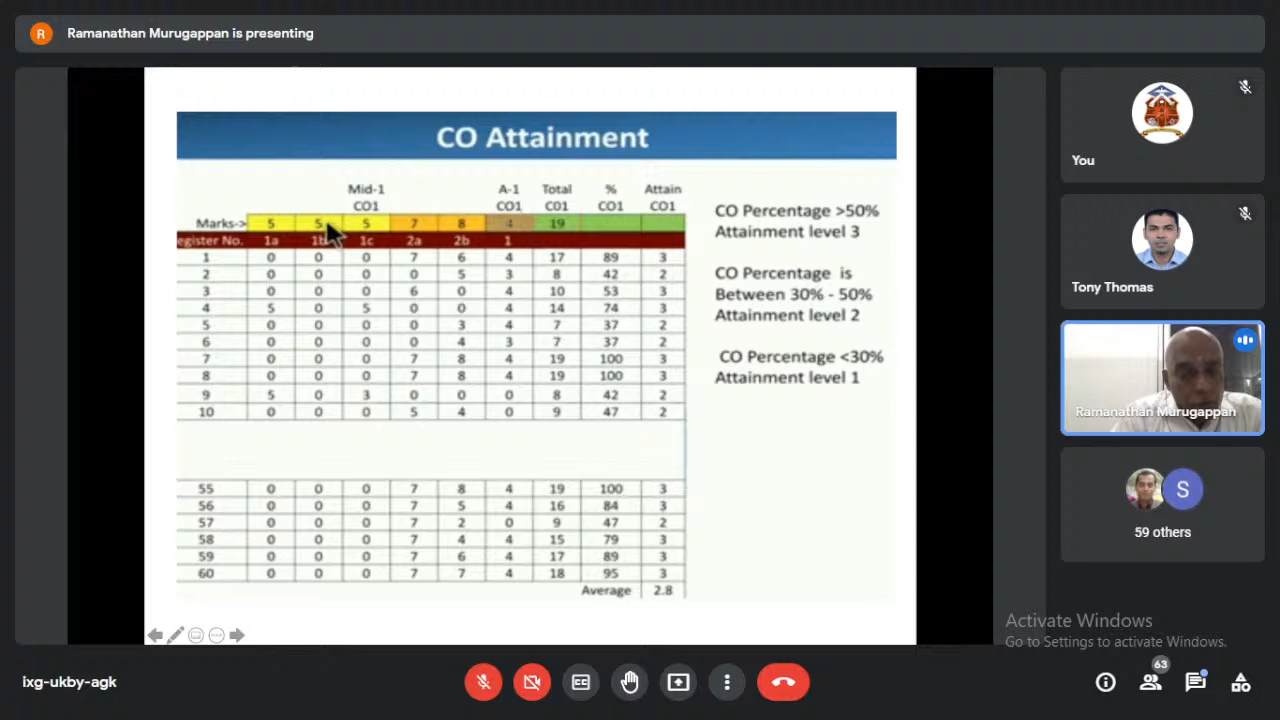 R Ramanathan Murugappan is presenting
CO Attainment
Mid-1 A-1 Total % Attain
CO1 CO1 C01 CO1 CO1
Marks-> 5 5 5 7 8 4 19
egister No. 1a 1b 1c 2a 2b 1
1 0 0 0 7 6 4 17 89 3
2 0 0 0 0 5 3 8 42 2
3 0 0 0 6 0 4 10 53 3
4 5 0 5 0 0 4 14 74 3
5 0 0 0 0 3 4 7 37 2
6 0 0 0 0 4 3 7 37 2
7 0 0 0 7 8 4 19 100 3
8 0 0 0 7 8 4 19 100 3
9 5 0 3 0 0 0 8 42 2
10 0 0 0 5 4 0 9 47 2
55 0 0 0 7 8 4 19 100 3
56 0 0 0 7 5 4 16 84 3
57 0 0 0 7 2 0 9 47 2
58 0 0 0 7 4 4 15 79 3
59 0 0 0 7 6 4 17 89 3
60 0 0 0 7 7 4 18 95 3
Average 2.8
CO Percentage >50%
Attainment level 3
CO Percentage is
Between 30% - 50%
Attainment level 2
CO Percentage <30%
Attainment level 1
You
Tony Thomas
Ramanathan Murugappan
S
59 others
Activate Windows
Go to Settings to activate Windows.
ixg-ukby-agk
CC
63